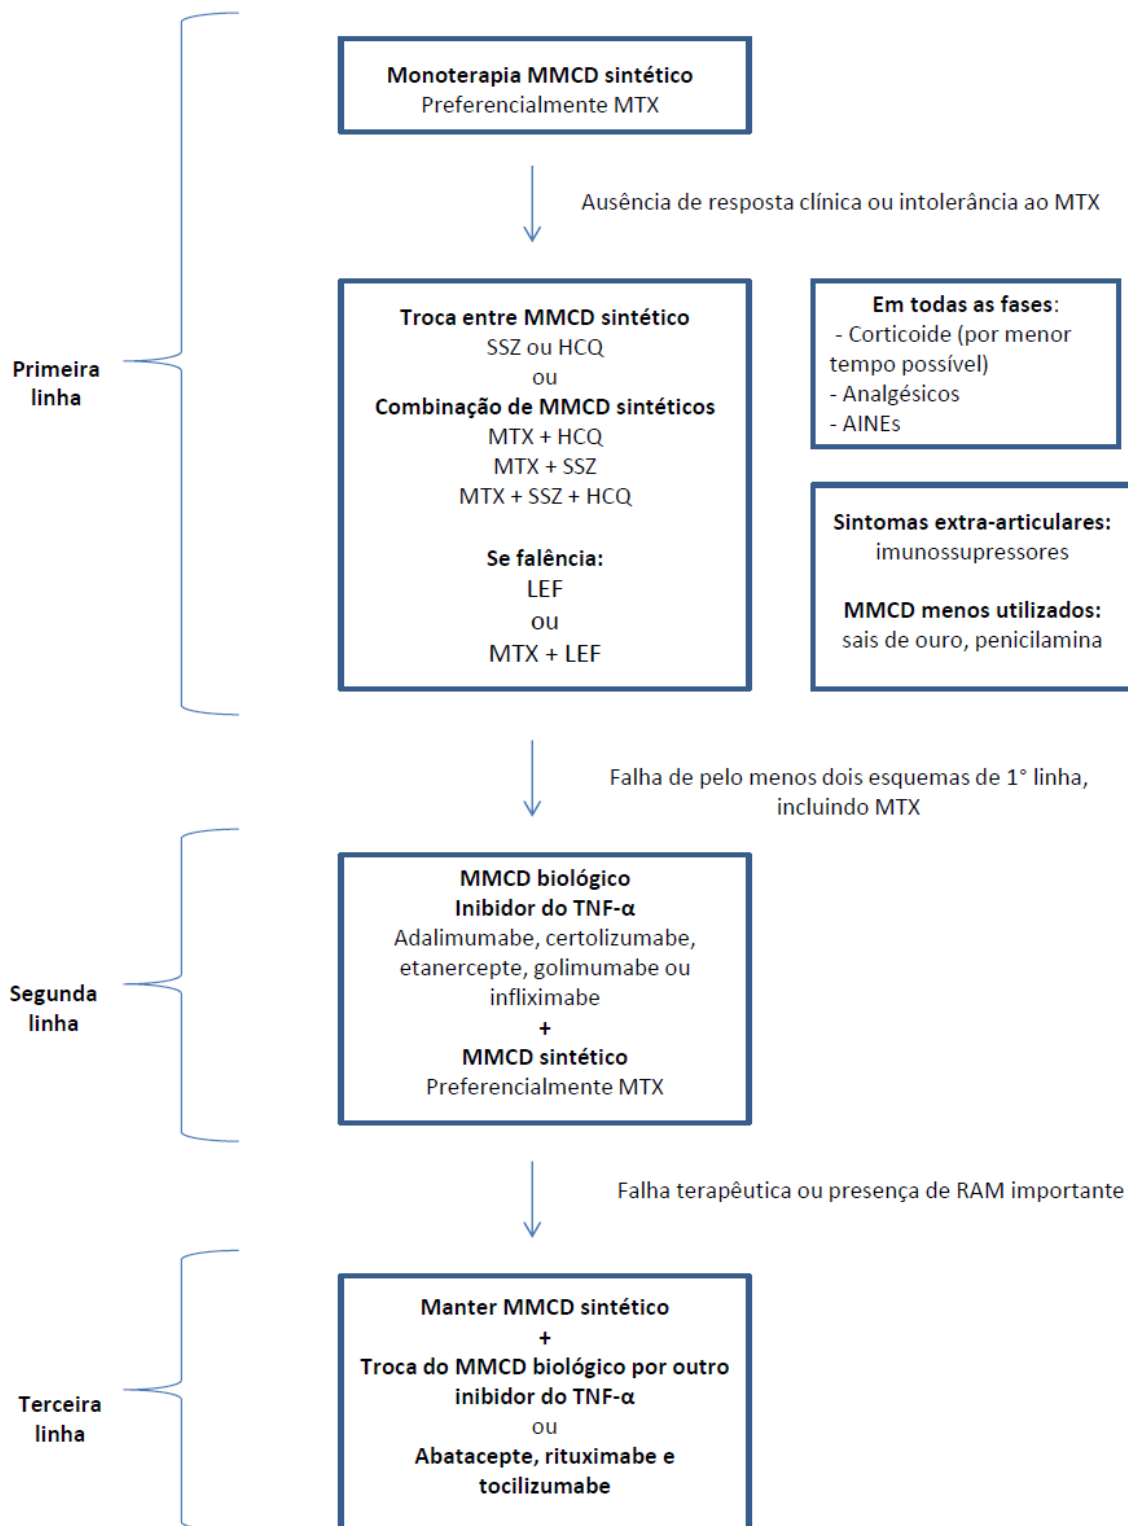 Monoterapia MMCD sintético
Preferencialmente MTX
Ausência de resposta clínica ou intolerância ao MTX
Primeira
linha
Troca entre MMCD sintético
SSZ ou HCQ
ou
Combinação de MMCD sintéticos
MTX + HCQ
MTX + SSZ
MTX + SSZ + HCQ
Se falência:
LEF
ou
MTX + LEF
Em todas as fases:
- Corticoide (por menor
tempo possível)
- Analgésicos
- AINEs
Sintomas extra-articulares:
imunossupressores
MMCD menos utilizados:
sais de ouro, penicilamina
Falha de pelo menos dois esquemas de 1° linha,
incluindo MTX
Segunda
linha
MMCD biológico
Inibidor do TNF-α
Adalimumabe, certolizumabe,
etanercepte, golimumabe ou
infliximabe
+
MMCD sintético
Preferencialmente MTX
Falha terapêutica ou presença de RAM importante
Terceira
linha
Manter MMCD sintético
+
Troca do MMCD biológico por outro
inibidor do TNF-α
ou
Abatacepte, rituximabe e
tocilizumabe